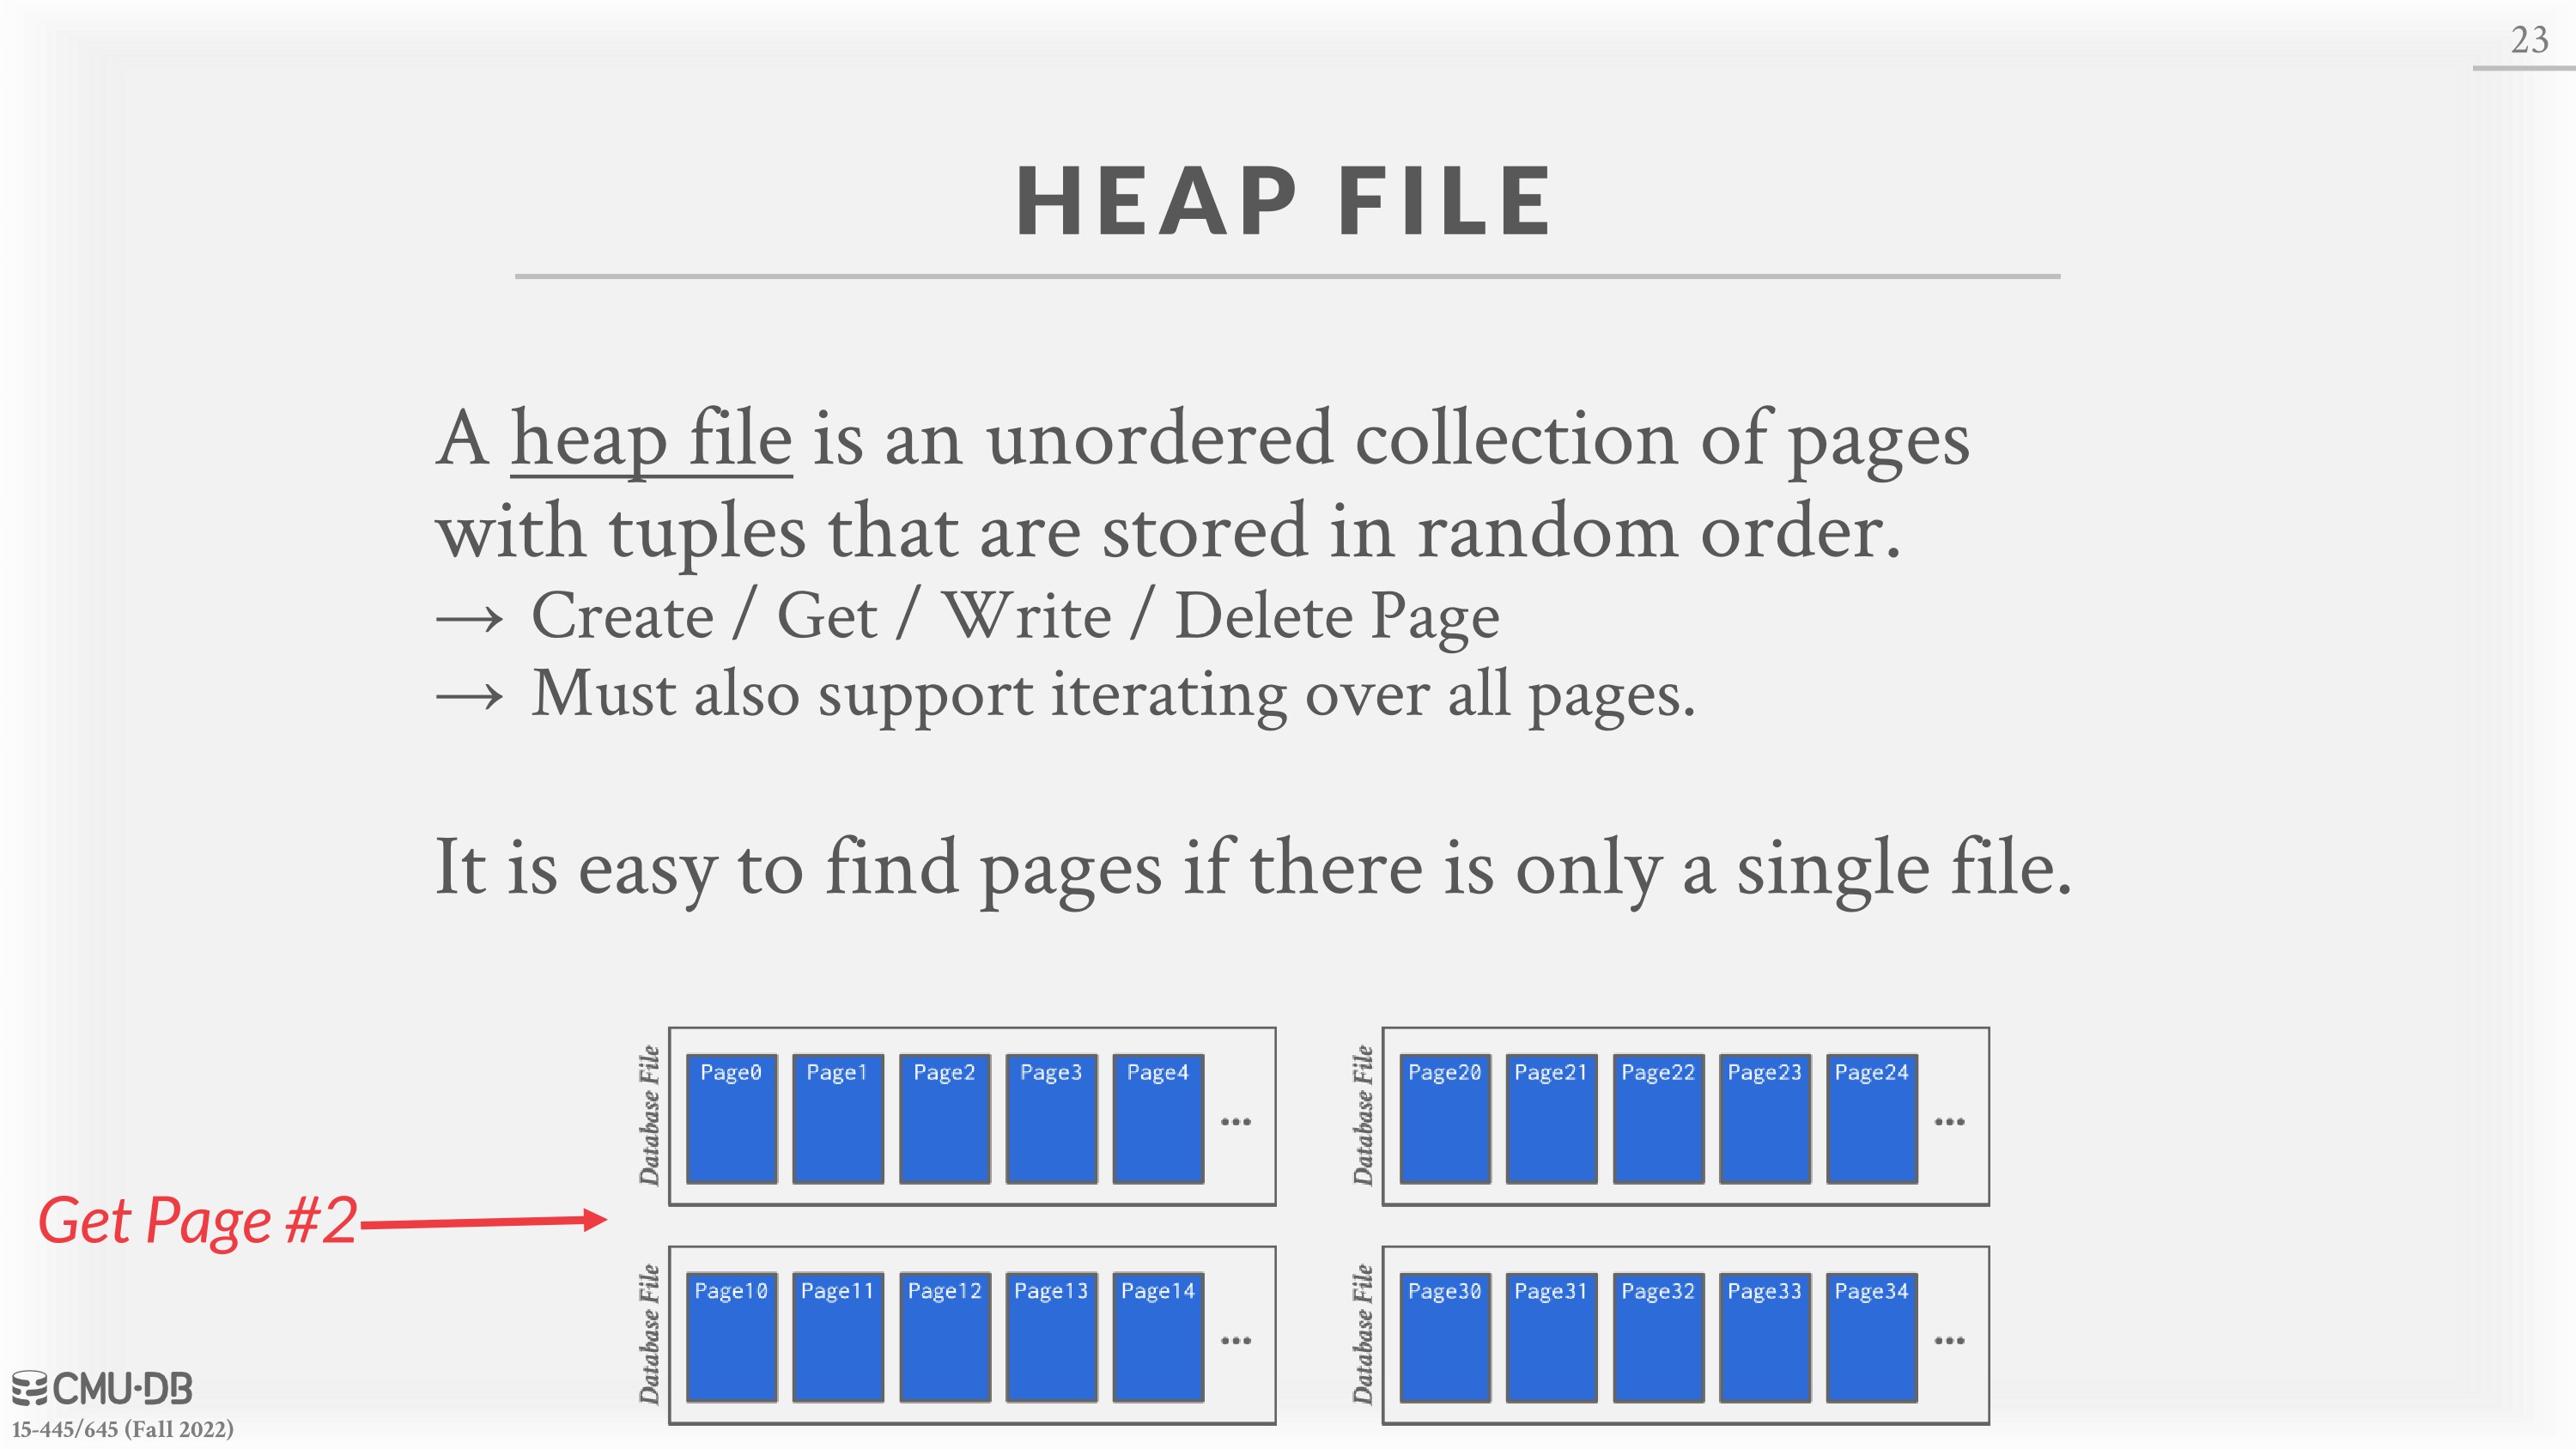 23
HEAP FILE
A heap file is an unordered collection of pages
with tuples that are stored in random order.
→ Create / Get / Write / Delete Page
→ Must also support iterating over all pages.
It is easy to find pages if there is only a single file.
Database File
Page0 Page1 Page2 Page3 Page4 ...
Database File
Page20 Page21 Page22 Page23 Page24 ...
Get Page #2
Database File
Page10 Page11 Page12 Page13 Page14 ...
Database File
Page30 Page31 Page32 Page33 Page34 ...
CMU·DB
15-445/645 (Fall 2022)